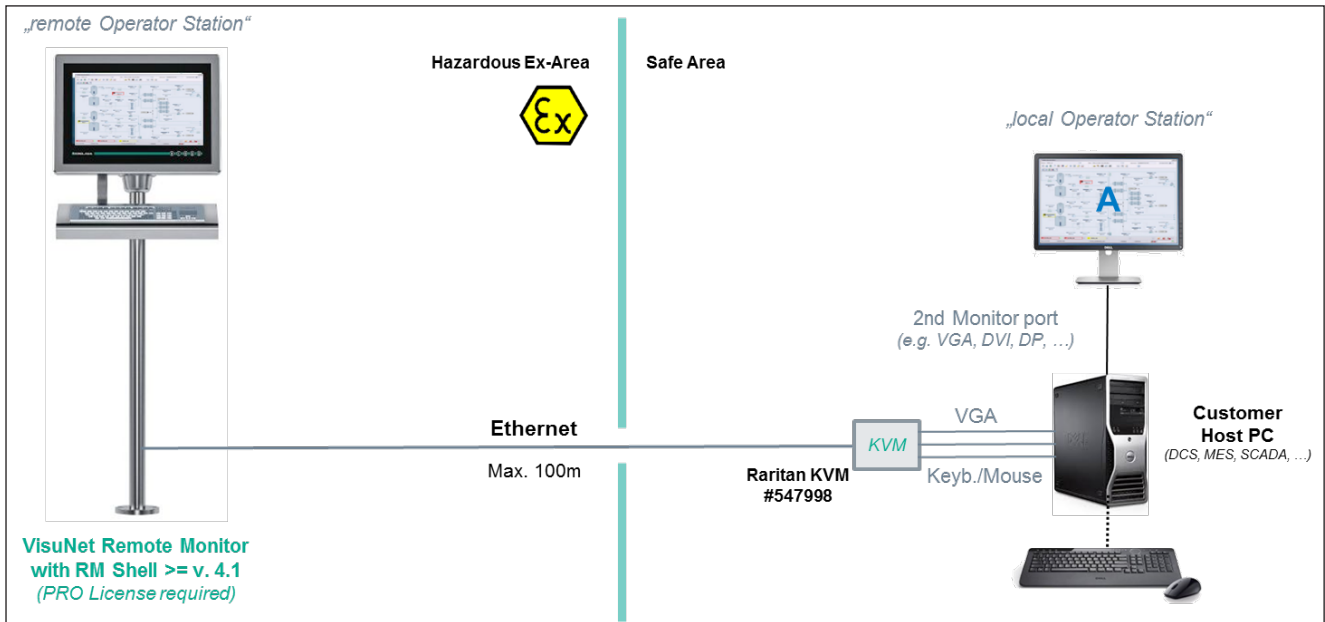 „remote Operator Station“
Hazardous Ex-Area
Safe Area
Ex
„local Operator Station“
A
2nd Monitor port
(e.g. VGA, DVI, DP, …)
VGA
KVM
Keyb./Mouse
Customer
Host PC
(DCS, MES, SCADA, …)
Ethernet
Max. 100m
Raritan KVM
#547998
VisuNet Remote Monitor
with RM Shell >= v. 4.1
(PRO License required)